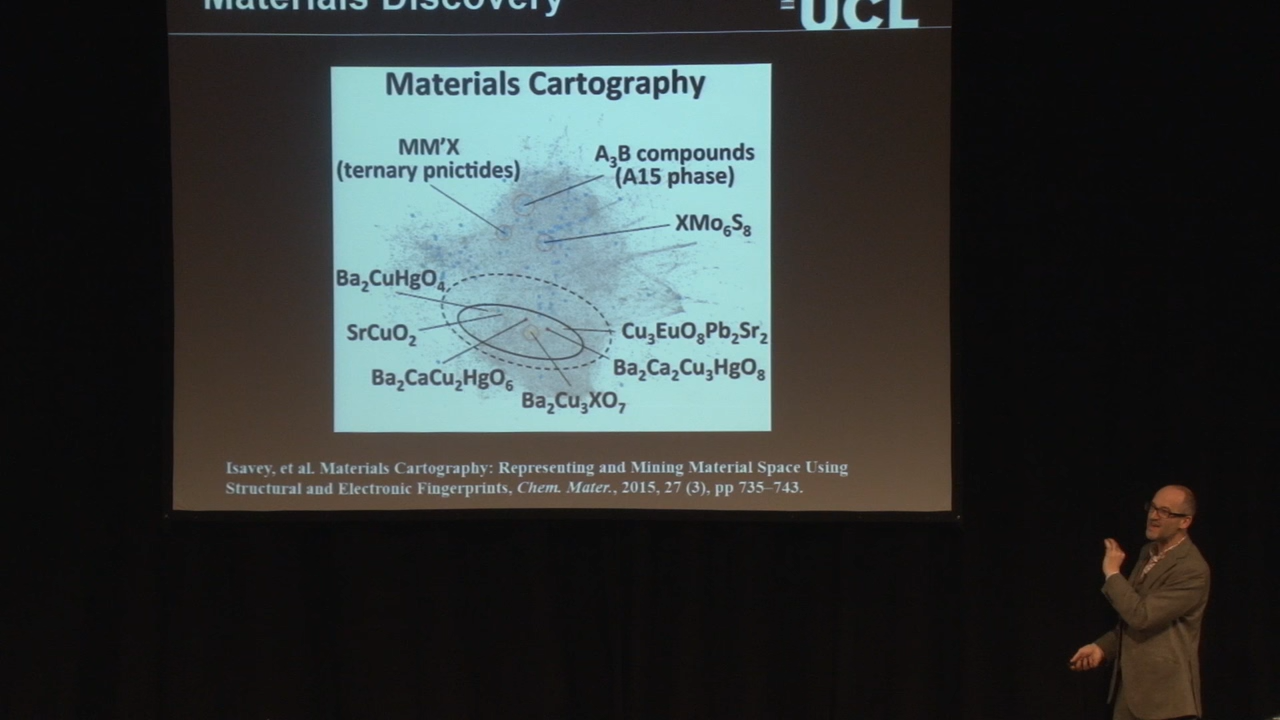 Materials Discovery
UCL
Materials Cartography
MM'X
(ternary pnictides)
A₃B compounds
(A15 phase)
XMo₆S₈
Ba₂CuHgO₄
SrCuO₂
Cu₃EuO₈Pb₂Sr₂
Ba₂CaCu₂HgO₆
Ba₂Ca₂Cu₃HgO₈
Ba₂Cu₃XO₇
Isavey, et al. Materials Cartography: Representing and Mining Material Space Using
Structural and Electronic Fingerprints, Chem. Mater., 2015, 27 (3), pp 735–743.